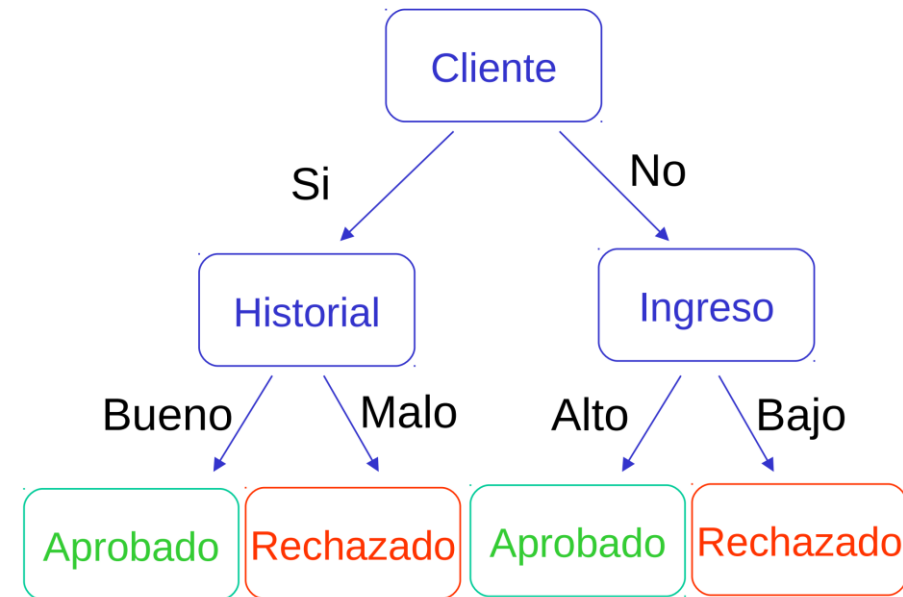 Cliente
Si
No
Historial
Ingreso
Bueno
Malo
Alto
Bajo
Aprobado
Rechazado
Aprobado
Rechazado